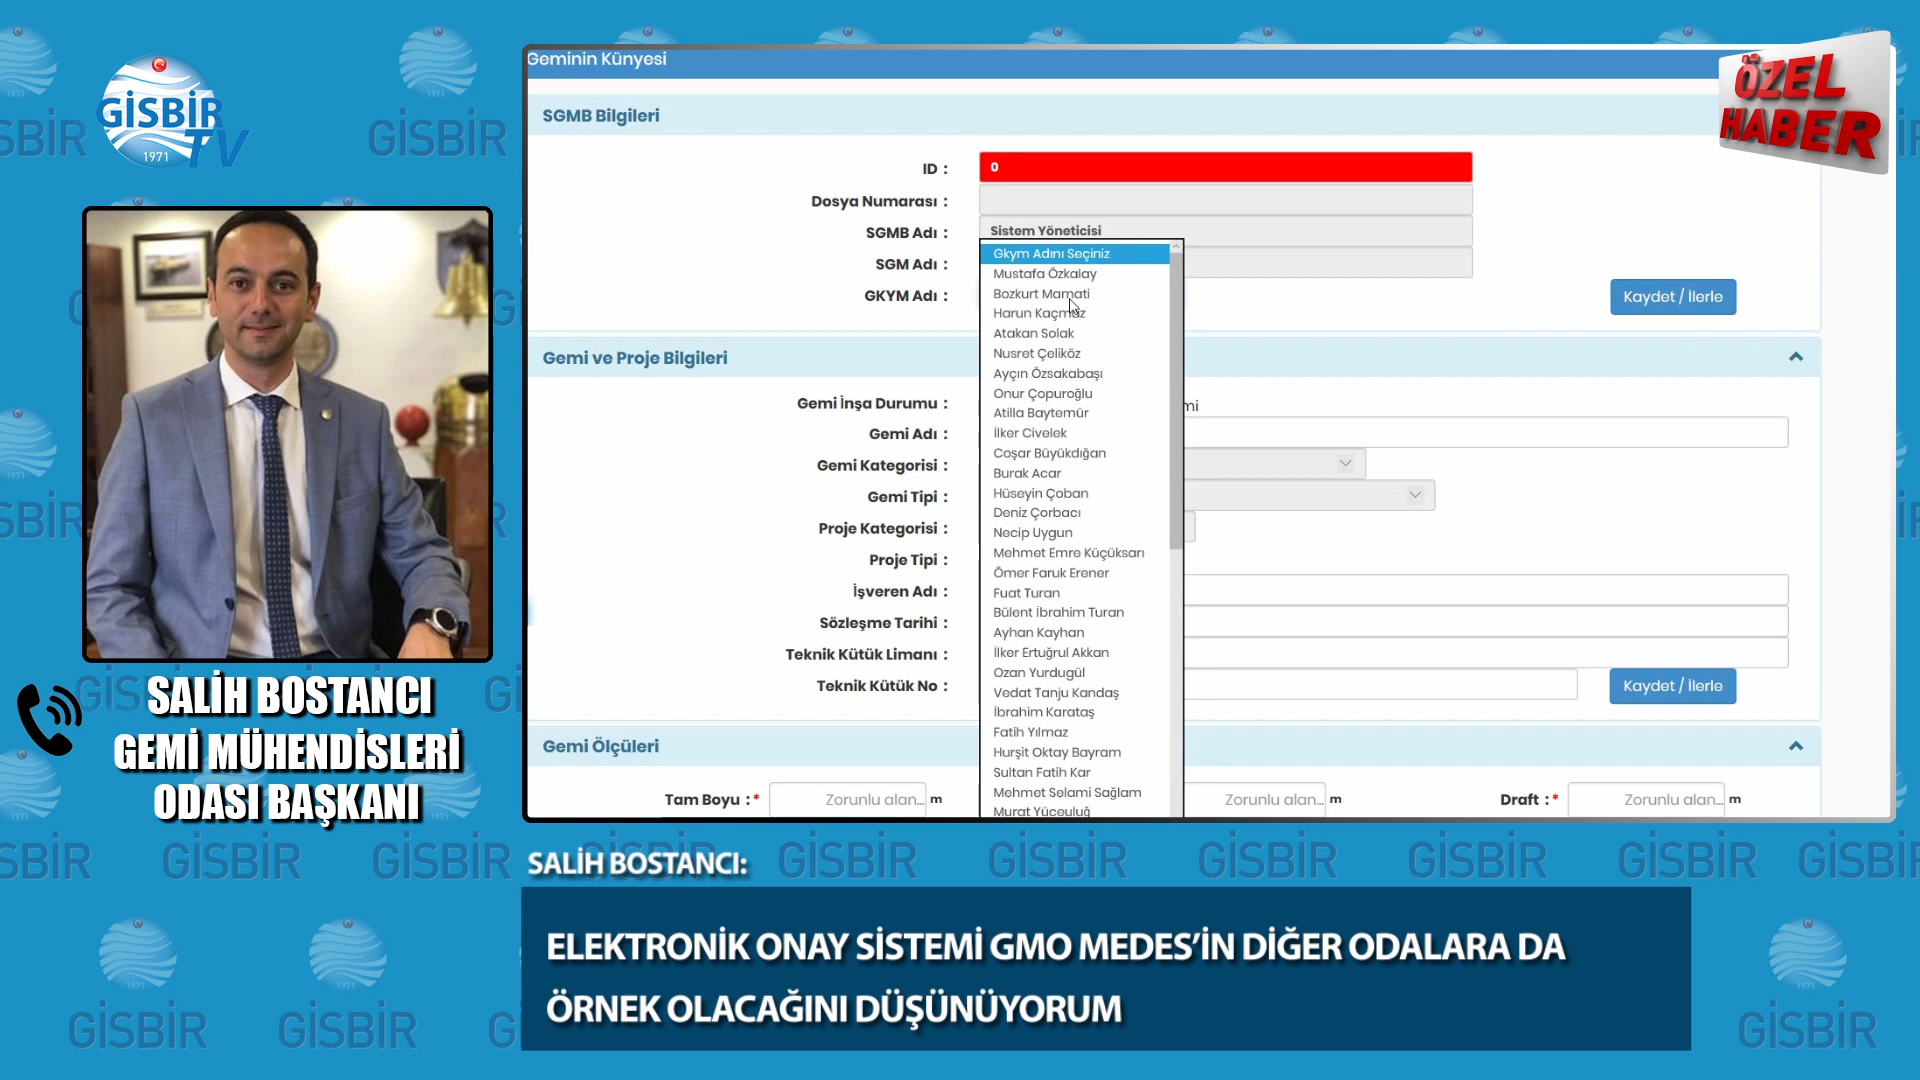 GİSBİR
TV
1971
ÖZEL
HABER
SALİH BOSTANCI
GEMİ MÜHENDİSLERİ
ODASI BAŞKANI
Geminin Künyesi
SGMB Bilgileri
ID :
0
Dosya Numarası :
SGMB Adı :
Sistem Yöneticisi
SGM Adı :
GKYM Adı :
Kaydet / İlerle
Gkym Adını Seçiniz
Mustafa Özkalay
Bozkurt Mamati
Harun Kaçmaz
Atakan Solak
Nusret Çeliköz
Ayçın Özsakabaşı
Onur Çopuroğlu
Atilla Baytemür
İlker Civelek
Coşar Büyükdığan
Burak Acar
Hüseyin Çoban
Deniz Çorbacı
Necip Uygun
Mehmet Emre Küçüksarı
Ömer Faruk Erener
Fuat Turan
Bülent İbrahim Turan
Ayhan Kayhan
İlker Ertuğrul Akkan
Ozan Yurdugül
Vedat Tanju Kandaş
İbrahim Karataş
Fatih Yılmaz
Hurşit Oktay Bayram
Sultan Fatih Kar
Mehmet Selami Sağlam
Murat Yüceuluğ
Gemi ve Proje Bilgileri
Gemi İnşa Durumu :
mi
Gemi Adı :
Gemi Kategorisi :
Gemi Tipi :
Proje Kategorisi :
Proje Tipi :
İşveren Adı :
Sözleşme Tarihi :
Teknik Kütük Limanı :
Teknik Kütük No :
Kaydet / İlerle
Gemi Ölçüleri
Tam Boyu :* Zorunlu alan... m
Zorunlu alan... m
Draft :* Zorunlu alan... m
SALİH BOSTANCI:
ELEKTRONİK ONAY SİSTEMİ GMO MEDES'İN DİĞER ODALARA DA
ÖRNEK OLACAĞINI DÜŞÜNÜYORUM